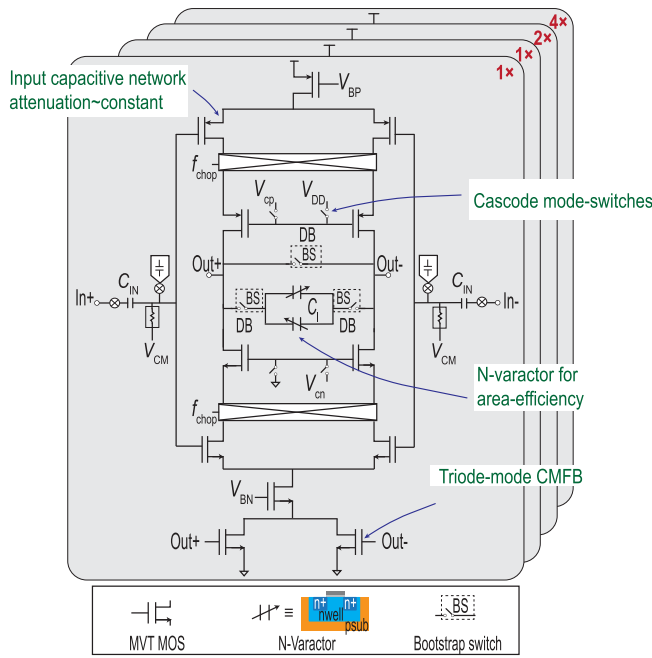 4×
2×
1×
1×
Input capacitive network
attenuation~constant
V_BP
f_chop
V_cp
V_DD
Cascode mode-switches
DB
Out+
BS
Out-
C_IN
C_IN
In+
BS
C_I
BS
In-
DB
DB
V_CM
V_CM
V_cn
N-varactor for
area-efficiency
f_chop
Triode-mode CMFB
V_BN
Out+
Out-
≡
n+
n+
nwell
psub
BS
MVT MOS
N-Varactor
Bootstrap switch